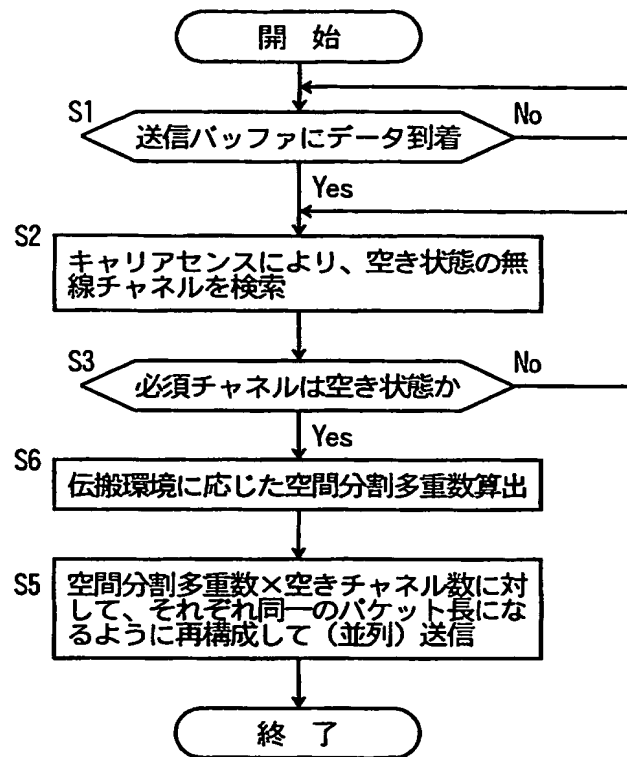 開 始
S1
送信バッファにデータ到着
No
Yes
S2
キャリアセンスにより、空き状態の無
線チャネルを検索
S3
必須チャネルは空き状態か
No
Yes
S6
伝搬環境に応じた空間分割多重数算出
S5
空間分割多重数×空きチャネル数に対
して、それぞれ同一のパケット長にな
るように再構成して（並列）送信
終 了